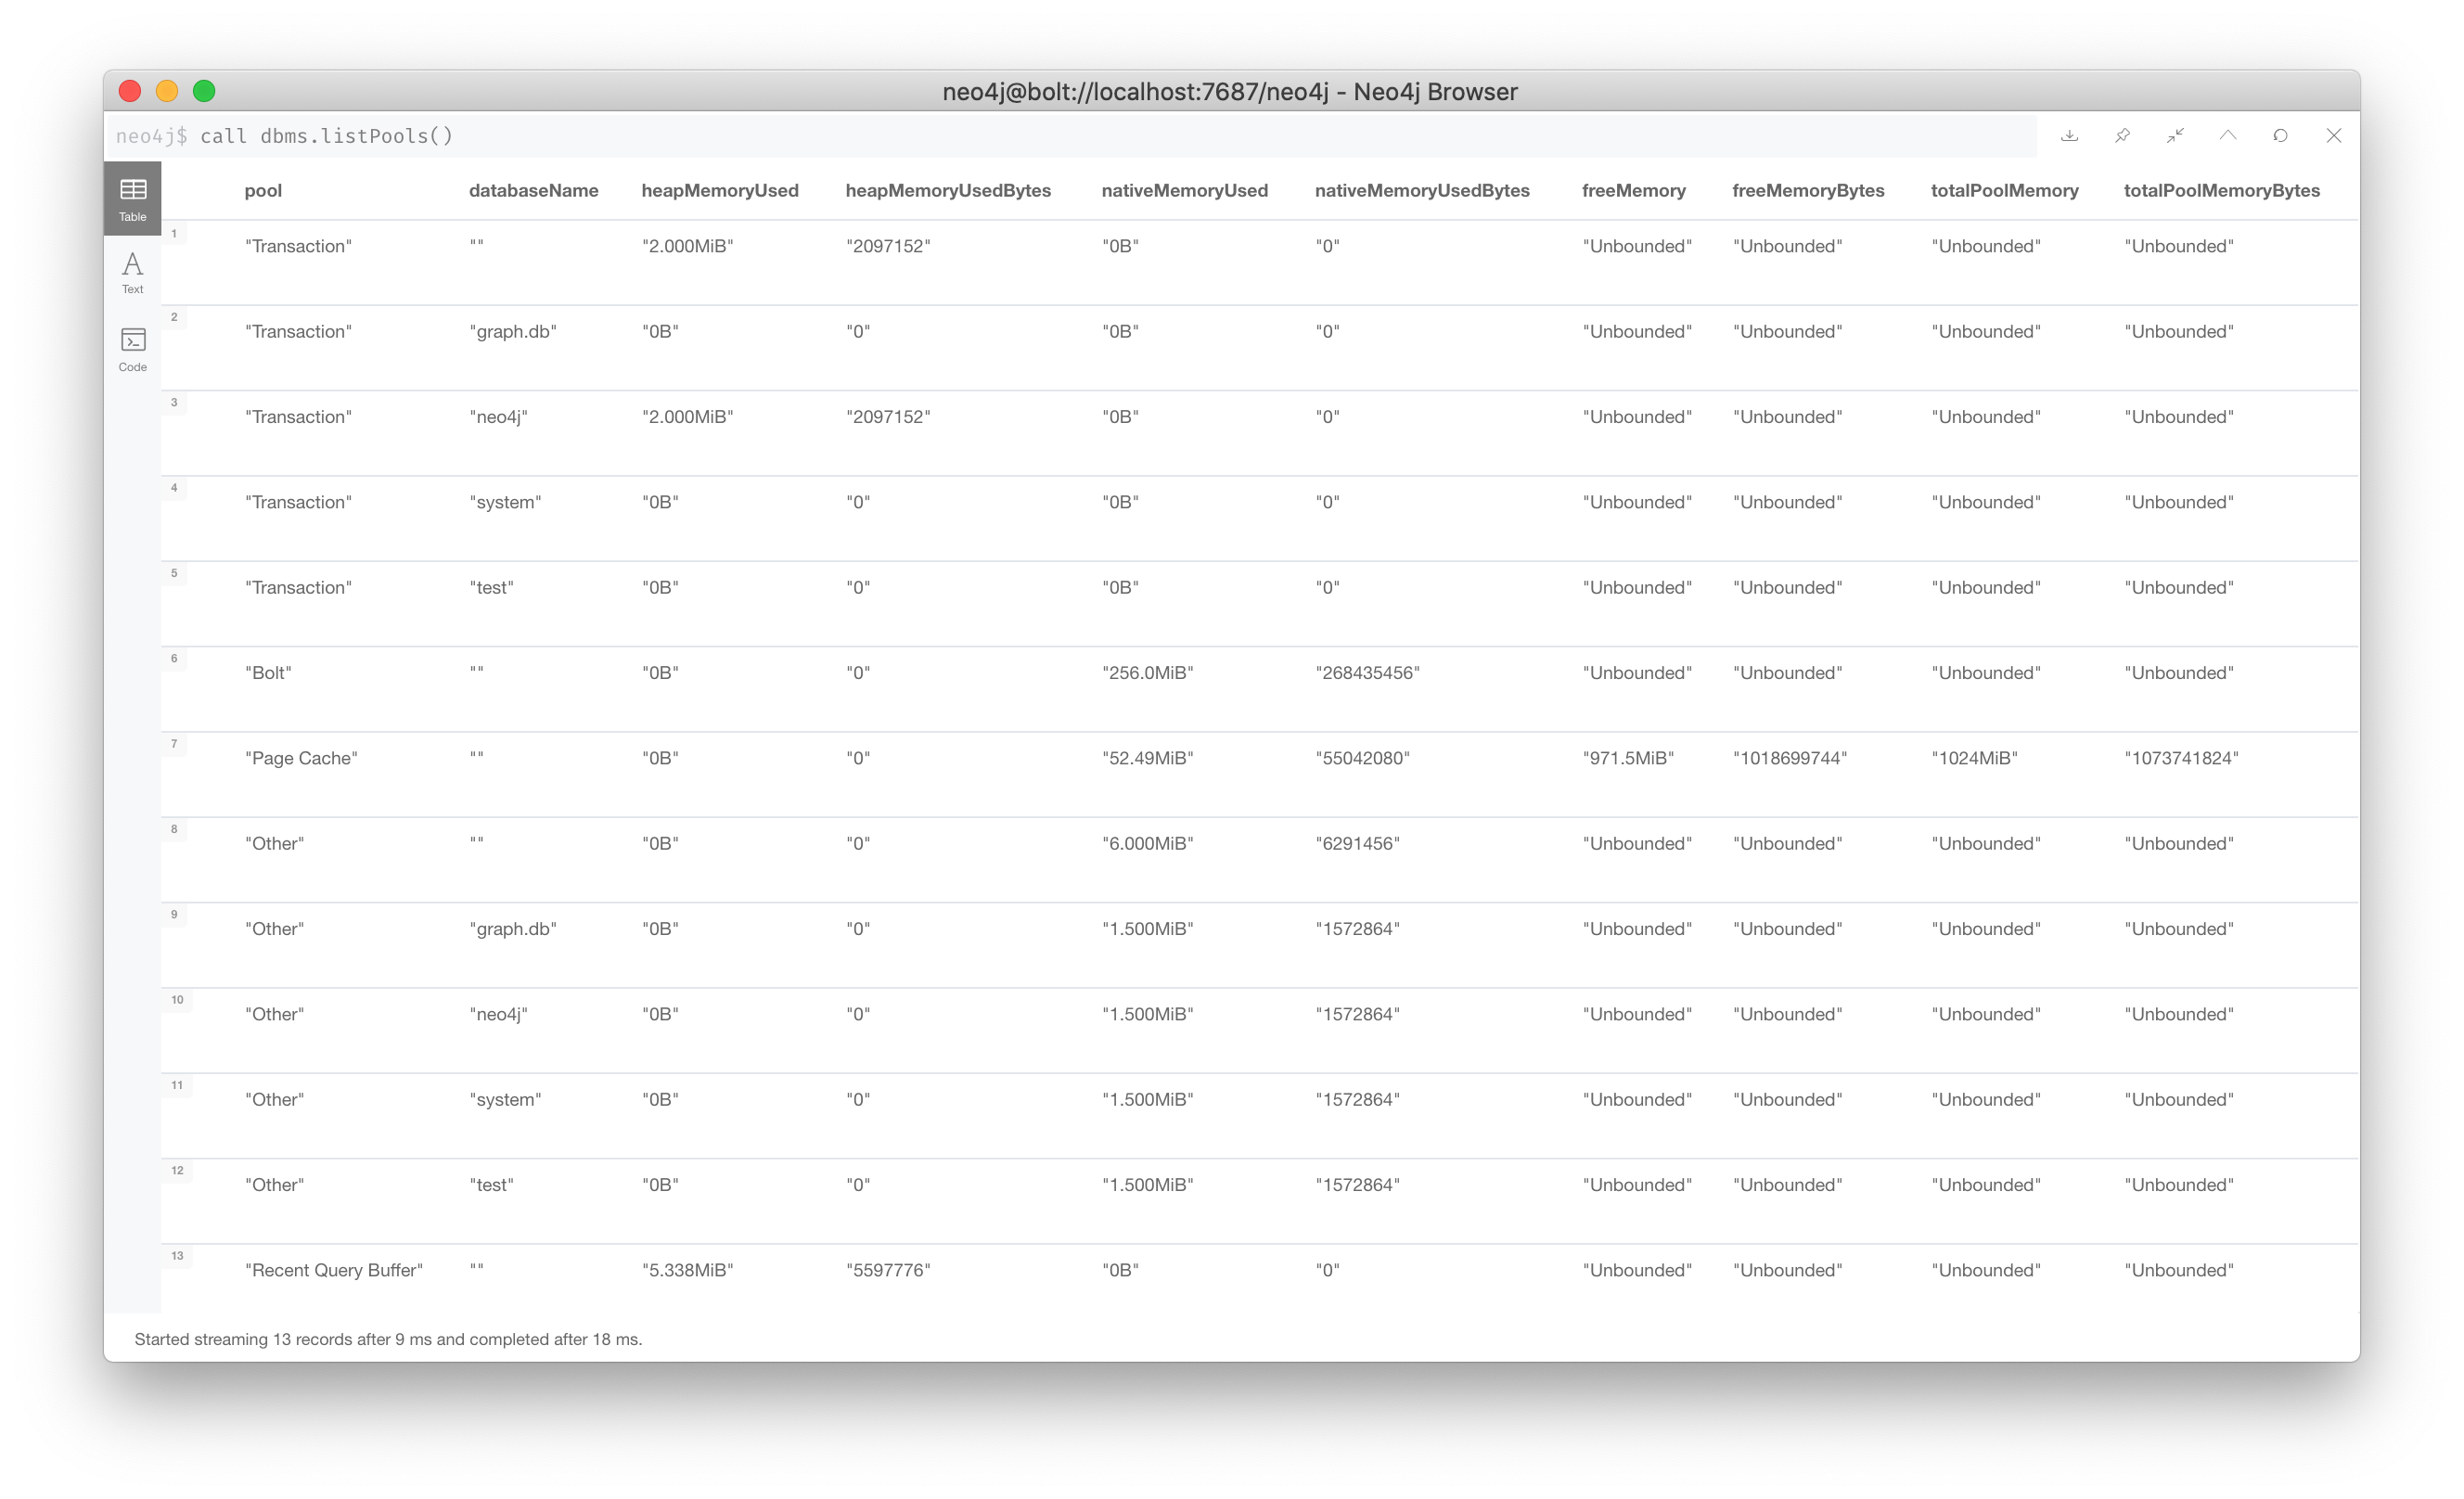 neo4j@bolt://localhost:7687/neo4j - Neo4j Browser
neo4j$ call dbms.listPools()
Table
Text
Code
pool databaseName heapMemoryUsed heapMemoryUsedBytes nativeMemoryUsed nativeMemoryUsedBytes freeMemory freeMemoryBytes totalPoolMemory totalPoolMemoryBytes
1 "Transaction" "" "2.000MiB" "2097152" "0B" "0" "Unbounded" "Unbounded" "Unbounded" "Unbounded"
2 "Transaction" "graph.db" "0B" "0" "0B" "0" "Unbounded" "Unbounded" "Unbounded" "Unbounded"
3 "Transaction" "neo4j" "2.000MiB" "2097152" "0B" "0" "Unbounded" "Unbounded" "Unbounded" "Unbounded"
4 "Transaction" "system" "0B" "0" "0B" "0" "Unbounded" "Unbounded" "Unbounded" "Unbounded"
5 "Transaction" "test" "0B" "0" "0B" "0" "Unbounded" "Unbounded" "Unbounded" "Unbounded"
6 "Bolt" "" "0B" "0" "256.0MiB" "268435456" "Unbounded" "Unbounded" "Unbounded" "Unbounded"
7 "Page Cache" "" "0B" "0" "52.49MiB" "55042080" "971.5MiB" "1018699744" "1024MiB" "1073741824"
8 "Other" "" "0B" "0" "6.000MiB" "6291456" "Unbounded" "Unbounded" "Unbounded" "Unbounded"
9 "Other" "graph.db" "0B" "0" "1.500MiB" "1572864" "Unbounded" "Unbounded" "Unbounded" "Unbounded"
10 "Other" "neo4j" "0B" "0" "1.500MiB" "1572864" "Unbounded" "Unbounded" "Unbounded" "Unbounded"
11 "Other" "system" "0B" "0" "1.500MiB" "1572864" "Unbounded" "Unbounded" "Unbounded" "Unbounded"
12 "Other" "test" "0B" "0" "1.500MiB" "1572864" "Unbounded" "Unbounded" "Unbounded" "Unbounded"
13 "Recent Query Buffer" "" "5.338MiB" "5597776" "0B" "0" "Unbounded" "Unbounded" "Unbounded" "Unbounded"
Started streaming 13 records after 9 ms and completed after 18 ms.